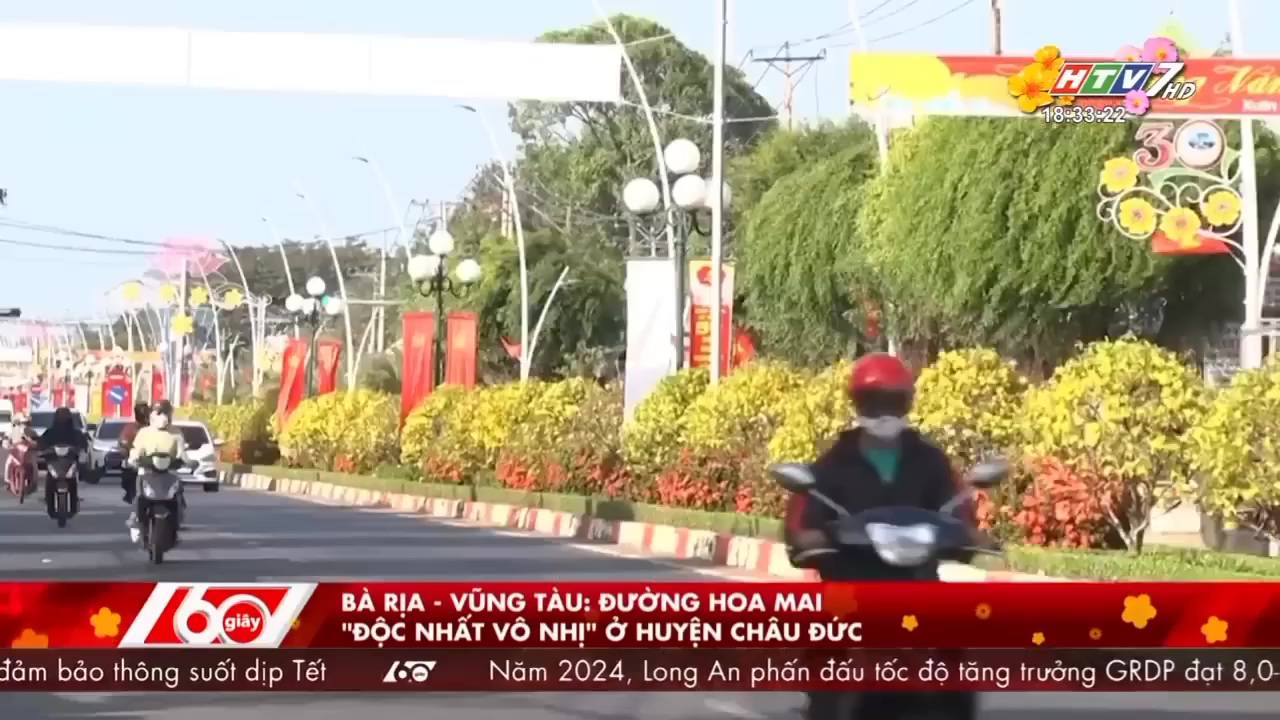 HTV7 HD
18:33:22
30
60 giây
BÀ RỊA - VŨNG TÀU: ĐƯỜNG HOA MAI
"ĐỘC NHẤT VÔ NHỊ" Ở HUYỆN CHÂU ĐỨC
đảm bảo thông suốt dịp Tết 60 giây Năm 2024, Long An phấn đấu tốc độ tăng trưởng GRDP đạt 8,0-